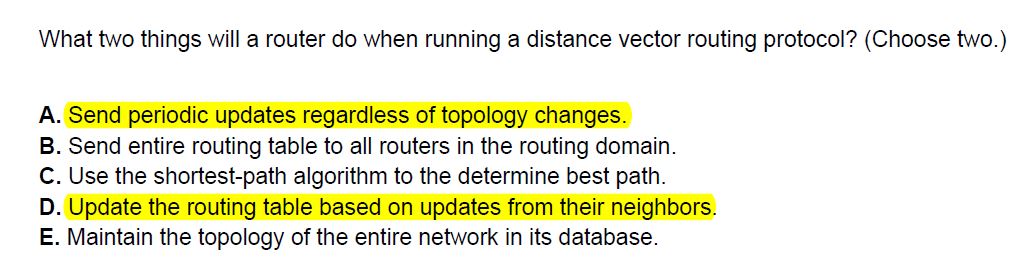 What two things will a router do when running a distance vector routing protocol? (Choose two.)
A. Send periodic updates regardless of topology changes.
B. Send entire routing table to all routers in the routing domain.
C. Use the shortest-path algorithm to the determine best path.
D. Update the routing table based on updates from their neighbors.
E. Maintain the topology of the entire network in its database.